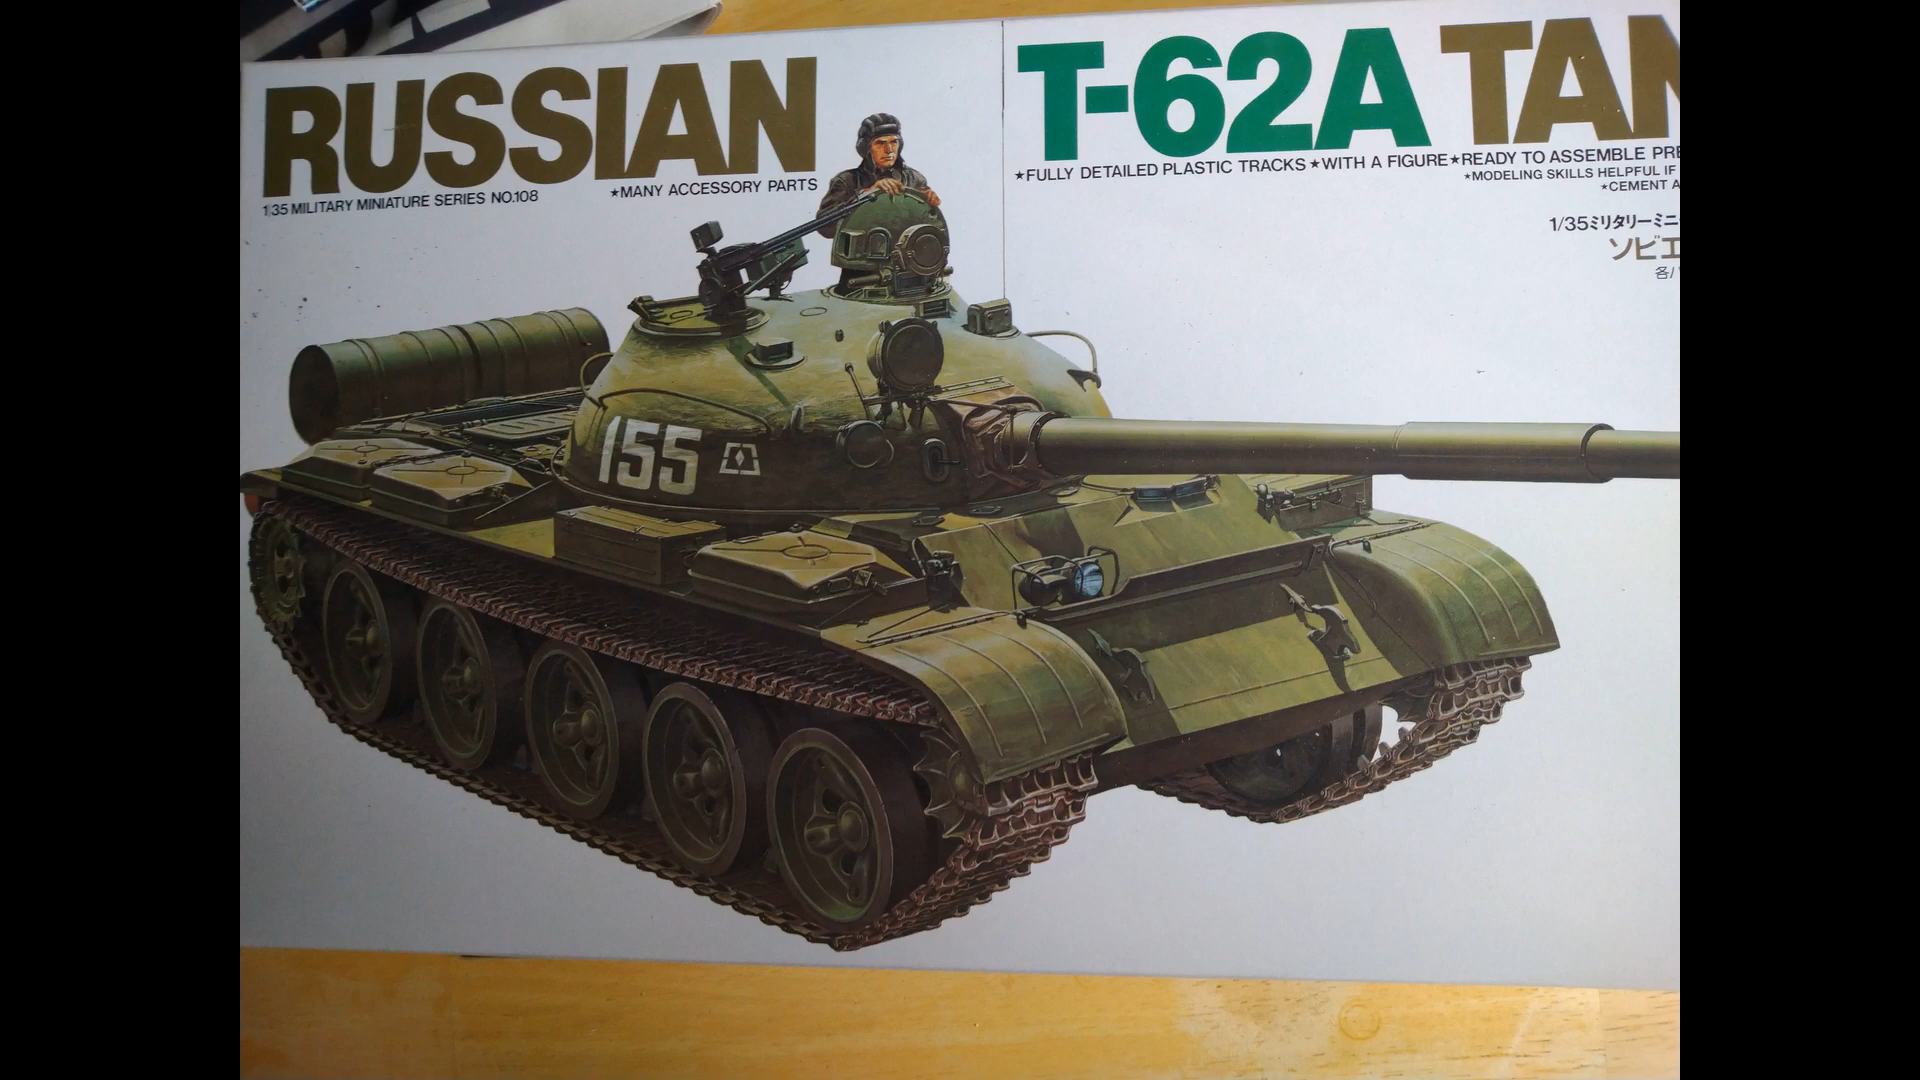 RUSSIAN T-62A TAN
1/35 MILITARY MINIATURE SERIES NO.108 ★MANY ACCESSORY PARTS
★FULLY DETAILED PLASTIC TRACKS ★WITH A FIGURE★READY TO ASSEMBLE PRE
★MODELING SKILLS HELPFUL IF
★CEMENT A
1/35ミリタリーミニ
ソビエ
155